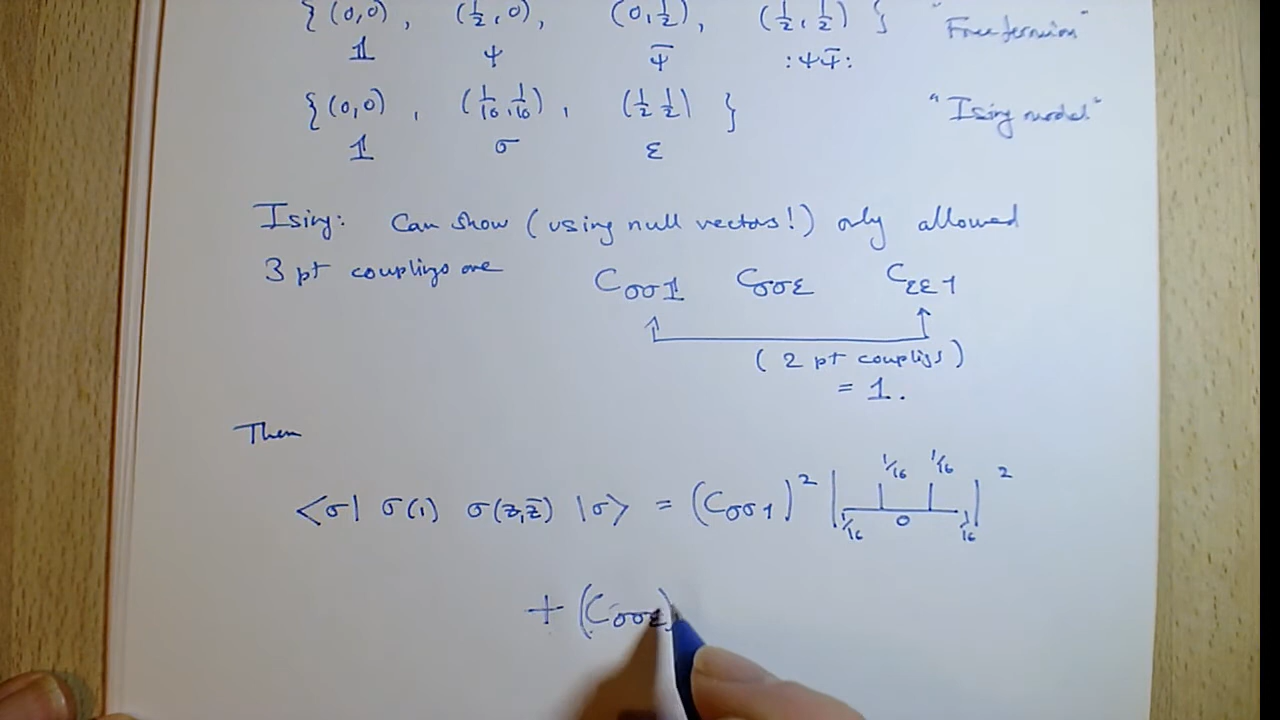 { (0,0) , (½,0), (0,½), (½,½) } "Free fermion"
𝟙 ψ ψ̄ :ψψ̄:
{ (0,0) , (1/16,1/16) , (½ ½) } "Ising model"
𝟙 σ ε
Ising: Can show (using null vectors!) only allowed
3 pt couplings are C_σσ𝟙 C_σσε C_εε1
(2 pt couplings)
= 1.
Then
<σ| σ(1) σ(z,z̄) |σ> = (C_σσ1)² | 1/16 1/16 1/16 0 1/16 |²
+ (C_σσε)